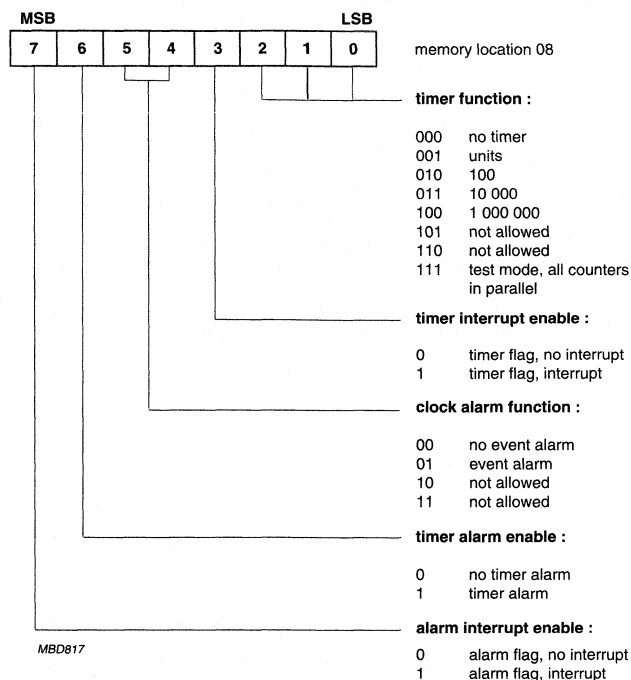 MSB LSB
7 6 5 4 3 2 1 0 memory location 08
timer function :
000 no timer
001 units
010 100
011 10 000
100 1 000 000
101 not allowed
110 not allowed
111 test mode, all counters
in parallel
timer interrupt enable :
0 timer flag, no interrupt
1 timer flag, interrupt
clock alarm function :
00 no event alarm
01 event alarm
10 not allowed
11 not allowed
timer alarm enable :
0 no timer alarm
1 timer alarm
alarm interrupt enable :
MBD817
0 alarm flag, no interrupt
1 alarm flag, interrupt